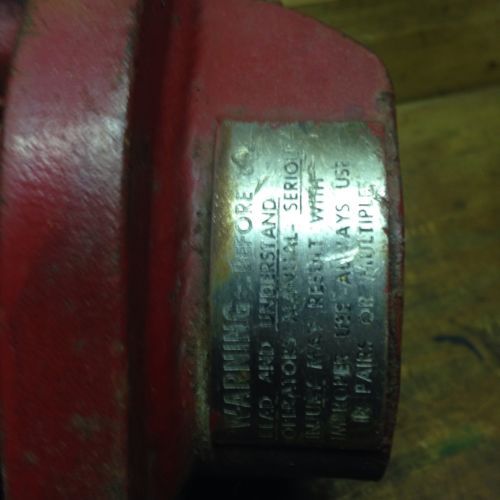 WARNING - BEFORE
READ AND UNDERSTAND
OPERATORS MANUAL - SERIOUS
INJURY MAY RESULT WITH
IMPROPER USE ALWAYS USE
IN PAIRS OR MULTIPLES